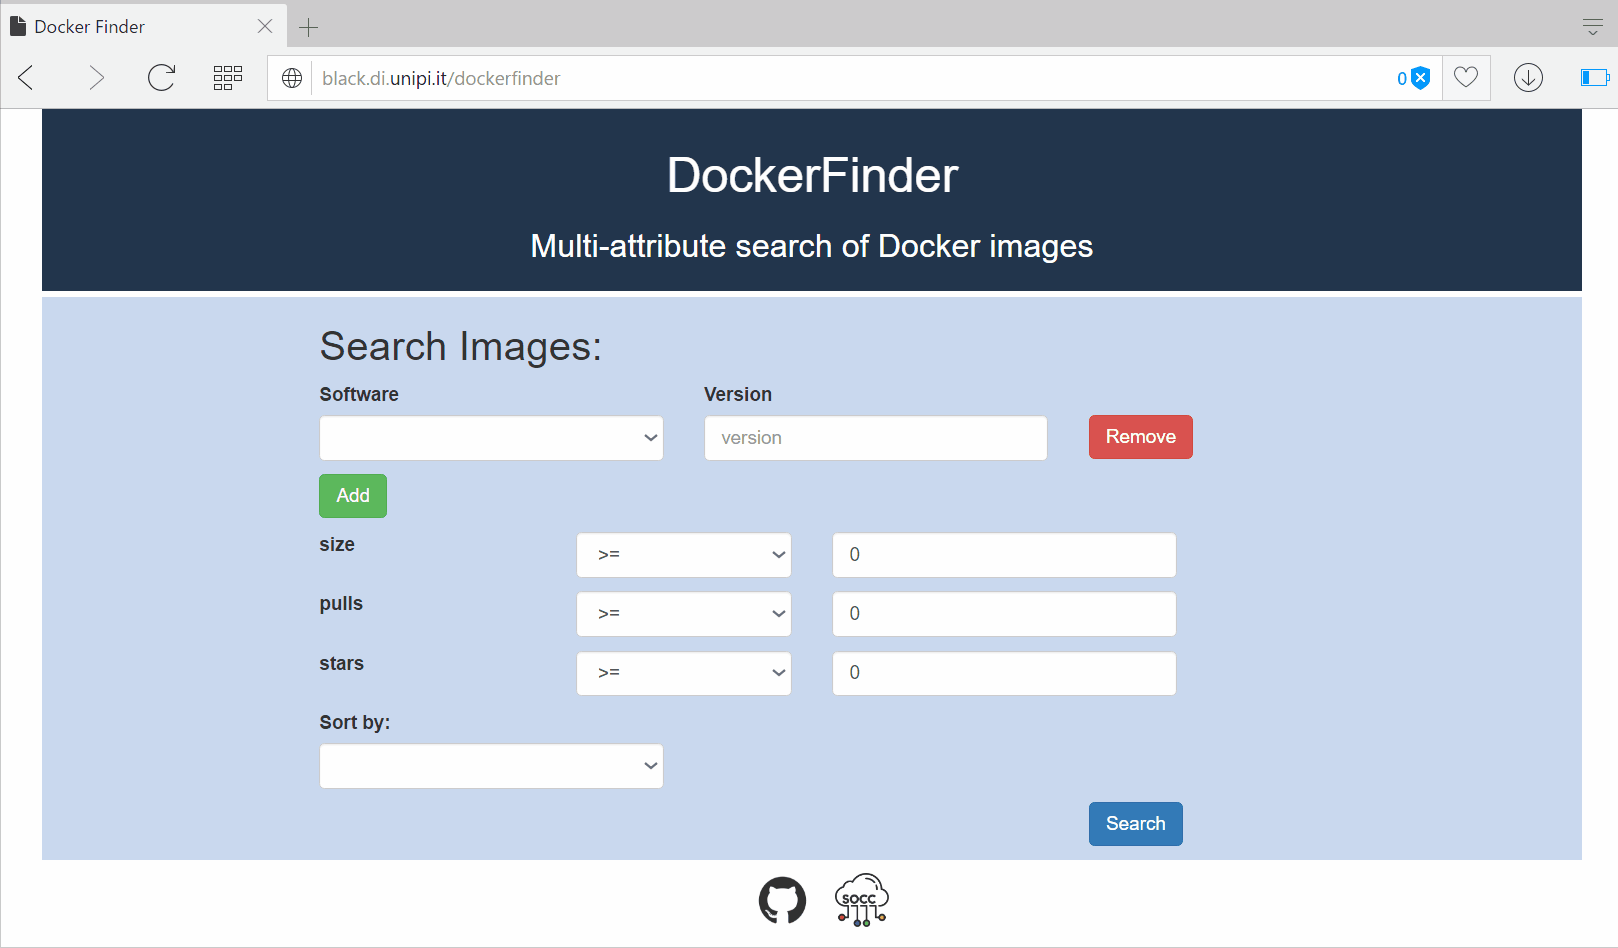 Docker Finder
black.di.unipi.it/dockerfinder
0
DockerFinder
Multi-attribute search of Docker images
Search Images:
Software Version
version Remove
Add
size >= 0
pulls >= 0
stars >= 0
Sort by:
Search
SOCC